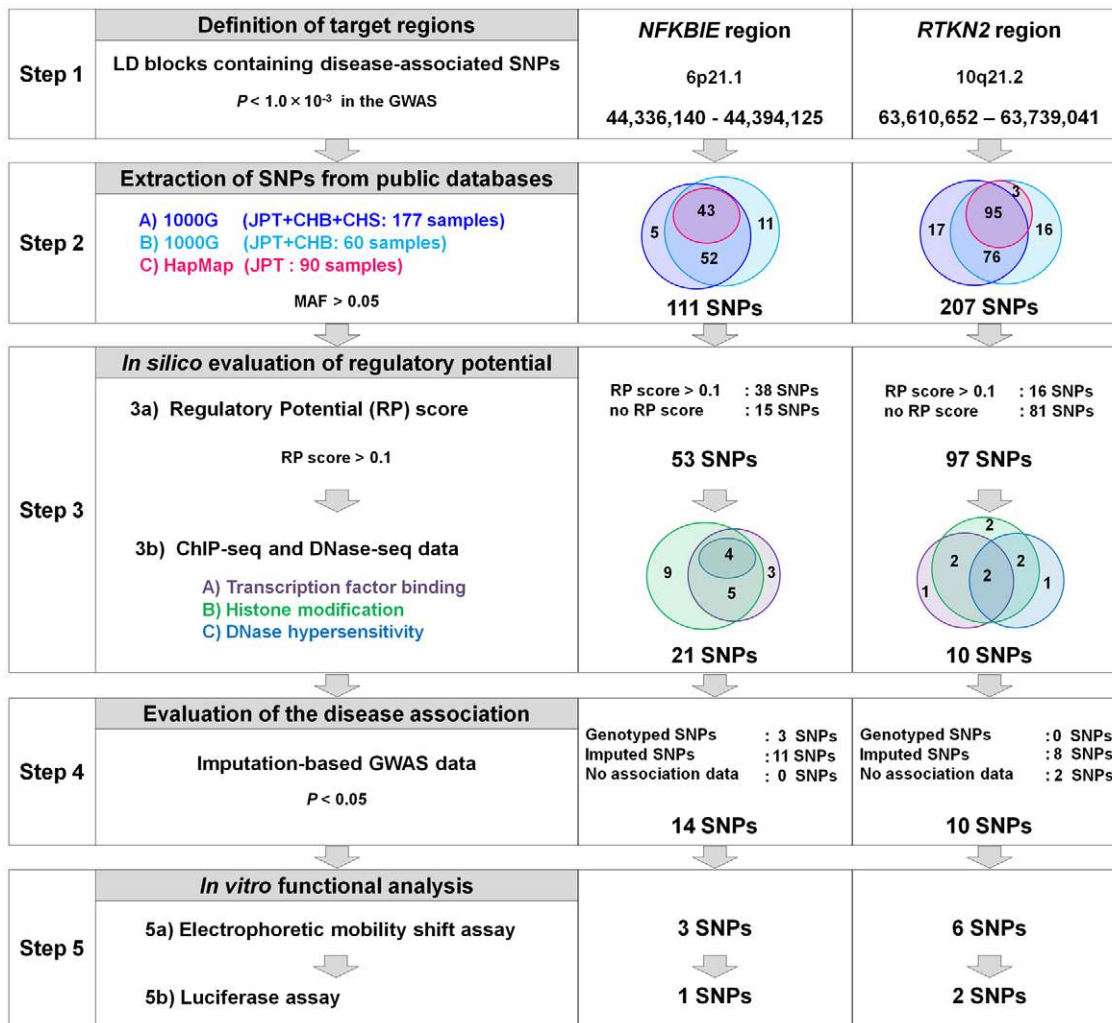 Step 1
Definition of target regions
LD blocks containing disease-associated SNPs
P < 1.0 × 10⁻³ in the GWAS
NFKBIE region
6p21.1
44,336,140 - 44,394,125
RTKN2 region
10q21.2
63,610,652 – 63,739,041
Step 2
Extraction of SNPs from public databases
A) 1000G (JPT+CHB+CHS: 177 samples)
B) 1000G (JPT+CHB: 60 samples)
C) HapMap (JPT : 90 samples)
MAF > 0.05
43
11
5
52
111 SNPs
3
95
17
16
76
207 SNPs
Step 3
In silico evaluation of regulatory potential
3a) Regulatory Potential (RP) score
RP score > 0.1
RP score > 0.1 : 38 SNPs
no RP score : 15 SNPs
53 SNPs
RP score > 0.1 : 16 SNPs
no RP score : 81 SNPs
97 SNPs
3b) ChIP-seq and DNase-seq data
A) Transcription factor binding
B) Histone modification
C) DNase hypersensitivity
4
9
3
5
21 SNPs
2
2
2
2
1
1
10 SNPs
Step 4
Evaluation of the disease association
Imputation-based GWAS data
P < 0.05
Genotyped SNPs : 3 SNPs
Imputed SNPs : 11 SNPs
No association data : 0 SNPs
14 SNPs
Genotyped SNPs : 0 SNPs
Imputed SNPs : 8 SNPs
No association data : 2 SNPs
10 SNPs
Step 5
In vitro functional analysis
5a) Electrophoretic mobility shift assay
3 SNPs
6 SNPs
5b) Luciferase assay
1 SNPs
2 SNPs